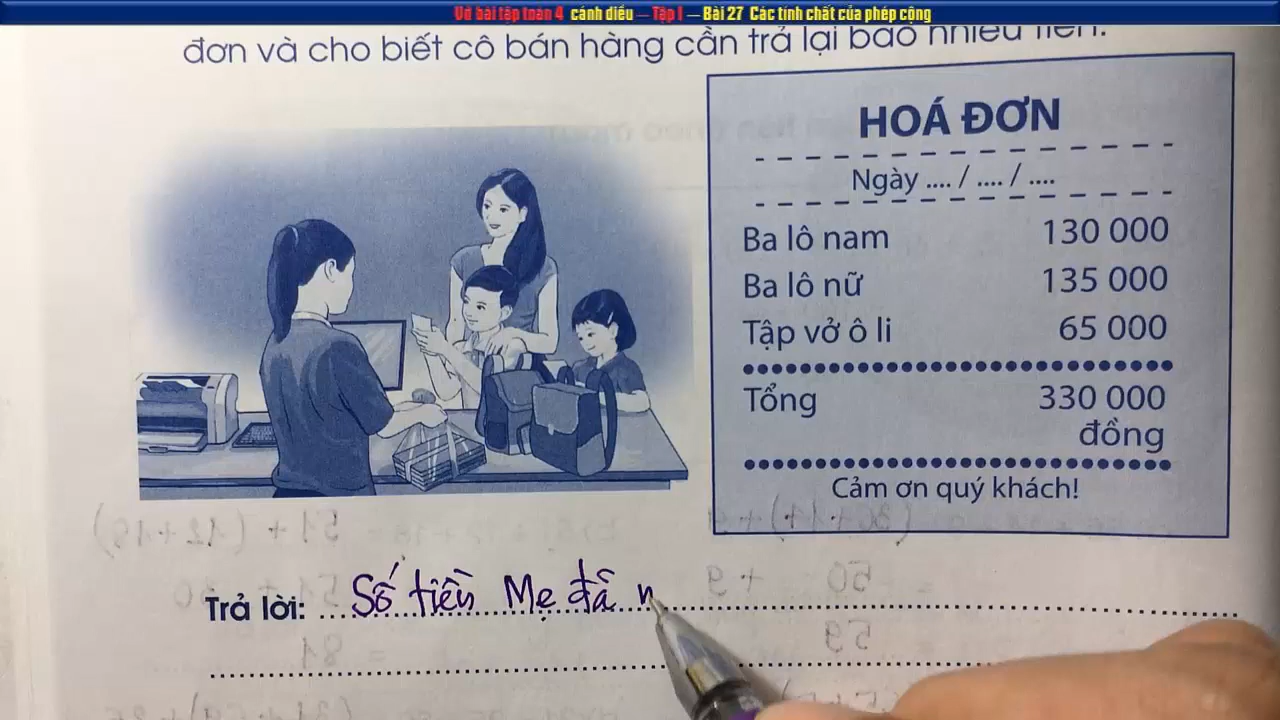 Vở bài tập toán 4 cánh diều – Tập 1 – Bài 27 Các tính chất của phép cộng
đơn và cho biết cô bán hàng cần trả lại bao nhiêu tiền.
HOÁ ĐƠN
Ngày .... / .... / ....
Ba lô nam 130 000
Ba lô nữ 135 000
Tập vở ô li 65 000
Tổng 330 000
đồng
Cảm ơn quý khách!
Trả lời: Số tiền Mẹ đã